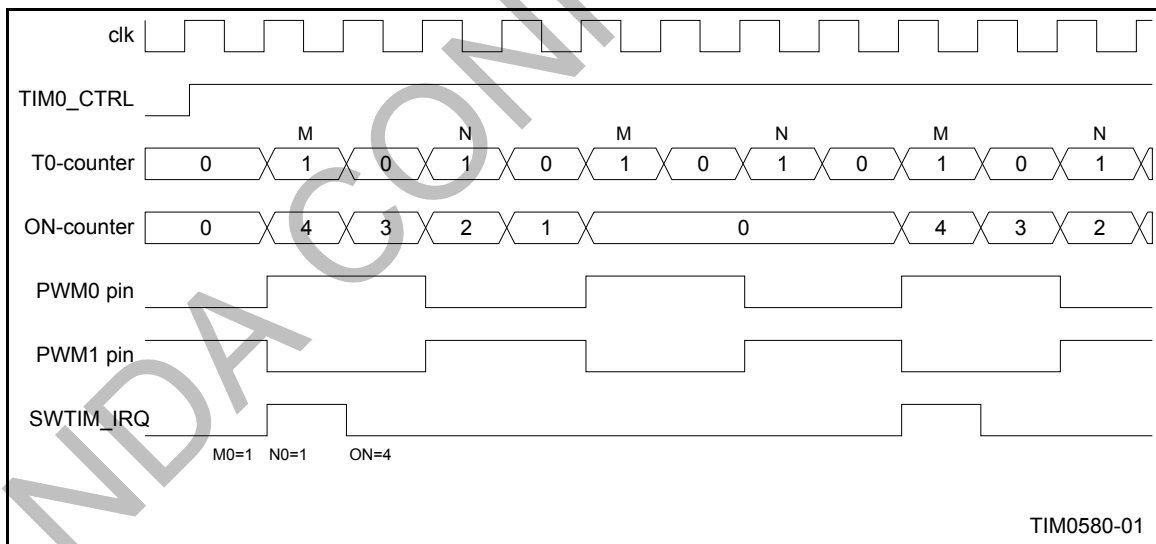 clk
TIM0_CTRL
M N M N M N
T0-counter 0 1 0 1 0 1 0 1 0 1 0 1
ON-counter 0 4 3 2 1 0 4 3 2
PWM0 pin
PWM1 pin
SWTIM_IRQ
M0=1 N0=1 ON=4
TIM0580-01
NDA CONF